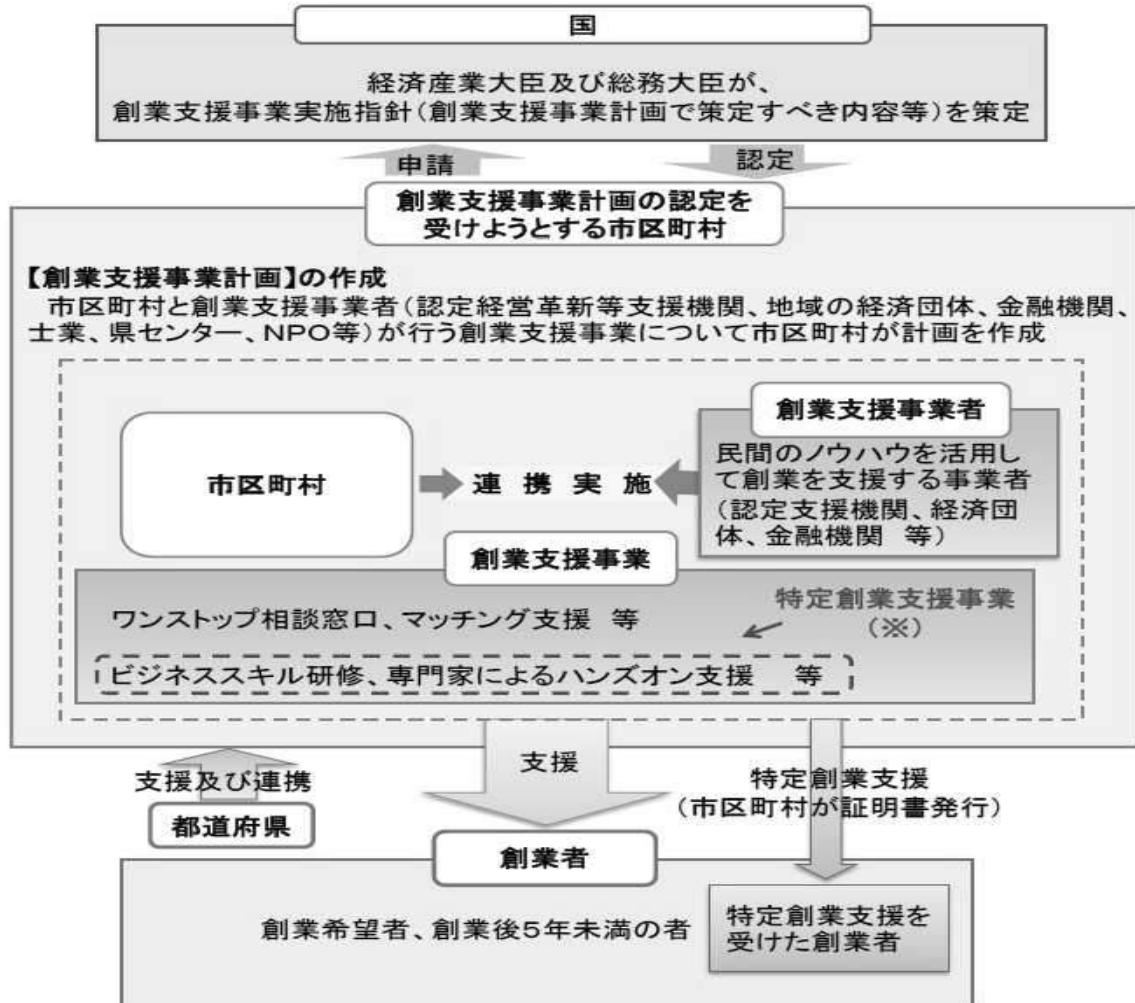 国
経済産業大臣及び総務大臣が、
創業支援事業実施指針（創業支援事業計画で策定すべき内容等）を策定
申請
認定
創業支援事業計画の認定を
受けようとする市区町村
【創業支援事業計画】の作成
市区町村と創業支援事業者（認定経営革新等支援機関、地域の経済団体、金融機関、
士業、県センター、NPO等）が行う創業支援事業について市区町村が計画を作成
創業支援事業者
市区町村
連携実施
民間のノウハウを活用し
て創業を支援する事業者
（認定支援機関、経済団
体、金融機関 等）
創業支援事業
ワンストップ相談窓口、マッチング支援 等
特定創業支援事業
（※）
ビジネススキル研修、専門家によるハンズオン支援 等
支援及び連携
都道府県
支援
特定創業支援
（市区町村が証明書発行）
創業者
創業希望者、創業後5年未満の者
特定創業支援を
受けた創業者